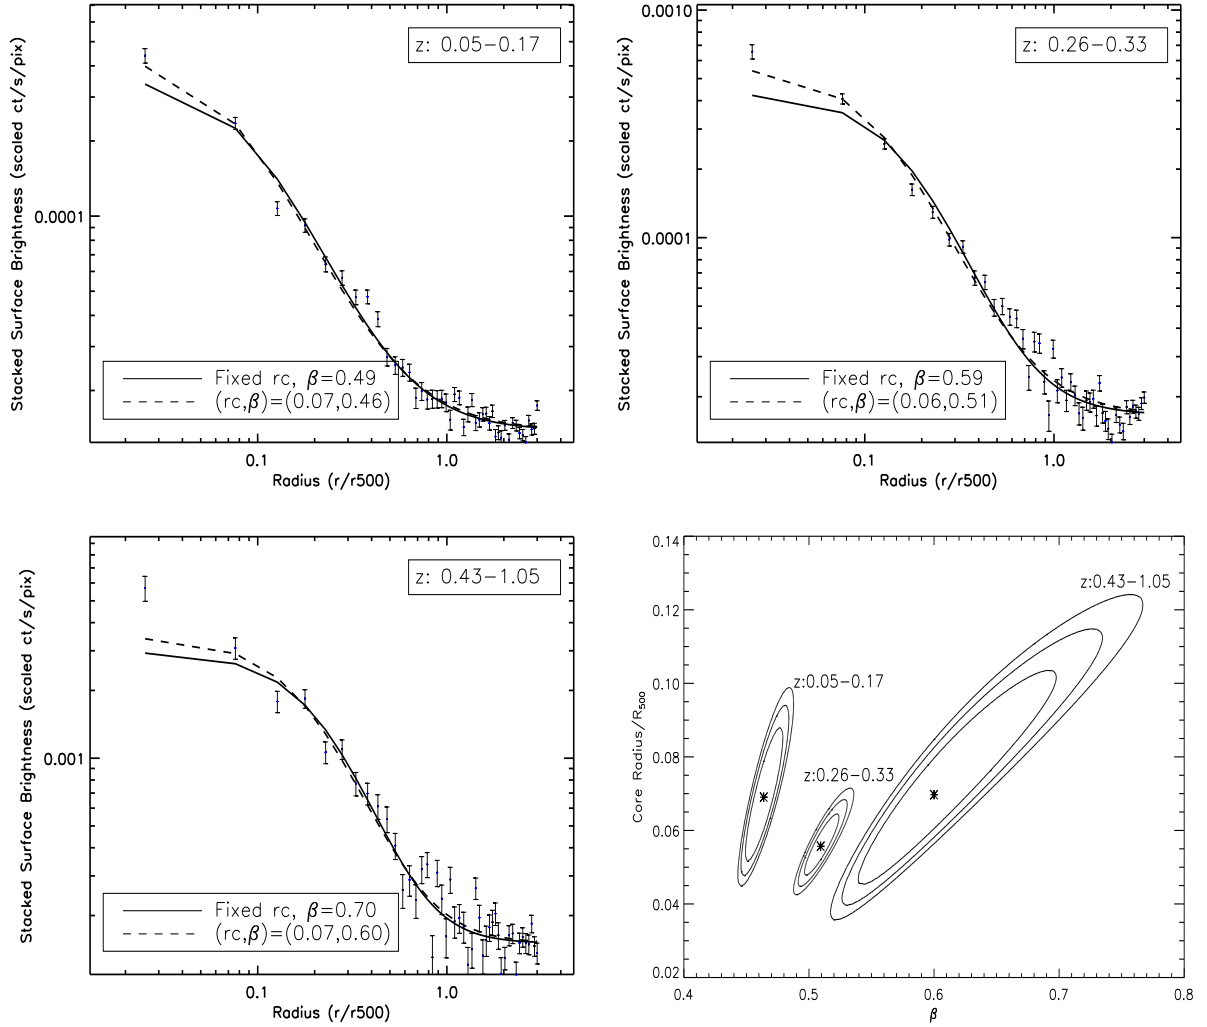 z: 0.05−0.17
Stacked Surface Brightness (scaled ct/s/pix)
0.0001
Fixed rc, β=0.49
(rc,β)=(0.07,0.46)
0.1
1.0
Radius (r/r500)
z: 0.26−0.33
Stacked Surface Brightness (scaled ct/s/pix)
0.0010
0.0001
Fixed rc, β=0.59
(rc,β)=(0.06,0.51)
0.1
1.0
Radius (r/r500)
z: 0.43−1.05
Stacked Surface Brightness (scaled ct/s/pix)
0.001
Fixed rc, β=0.70
(rc,β)=(0.07,0.60)
0.1
1.0
Radius (r/r500)
0.14
0.12
0.10
0.08
0.06
0.04
0.02
Core Radius/R500
z:0.43-1.05
z:0.05−0.17
z:0.26−0.33
0.4
0.5
0.6
0.7
0.8
β